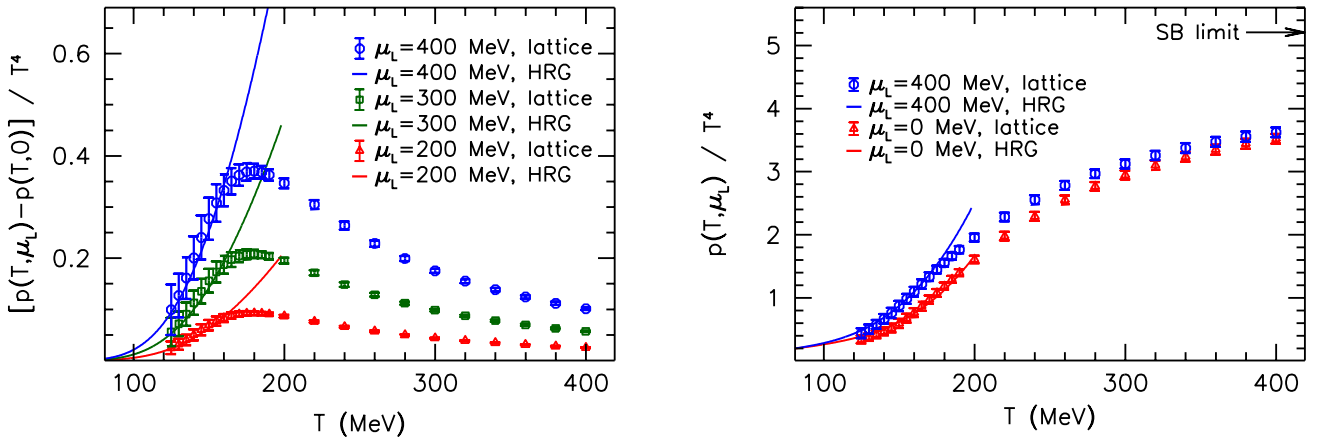 [p(T,μL)−p(T,0)] / T4
0.6
0.4
0.2
μL=400 MeV, lattice
μL=400 MeV, HRG
μL=300 MeV, lattice
μL=300 MeV, HRG
μL=200 MeV, lattice
μL=200 MeV, HRG
100 200 300 400
T (MeV)
p(T,μL) / T4
5
4
3
2
1
SB limit
μL=400 MeV, lattice
μL=400 MeV, HRG
μL=0 MeV, lattice
μL=0 MeV, HRG
100 200 300 400
T (MeV)